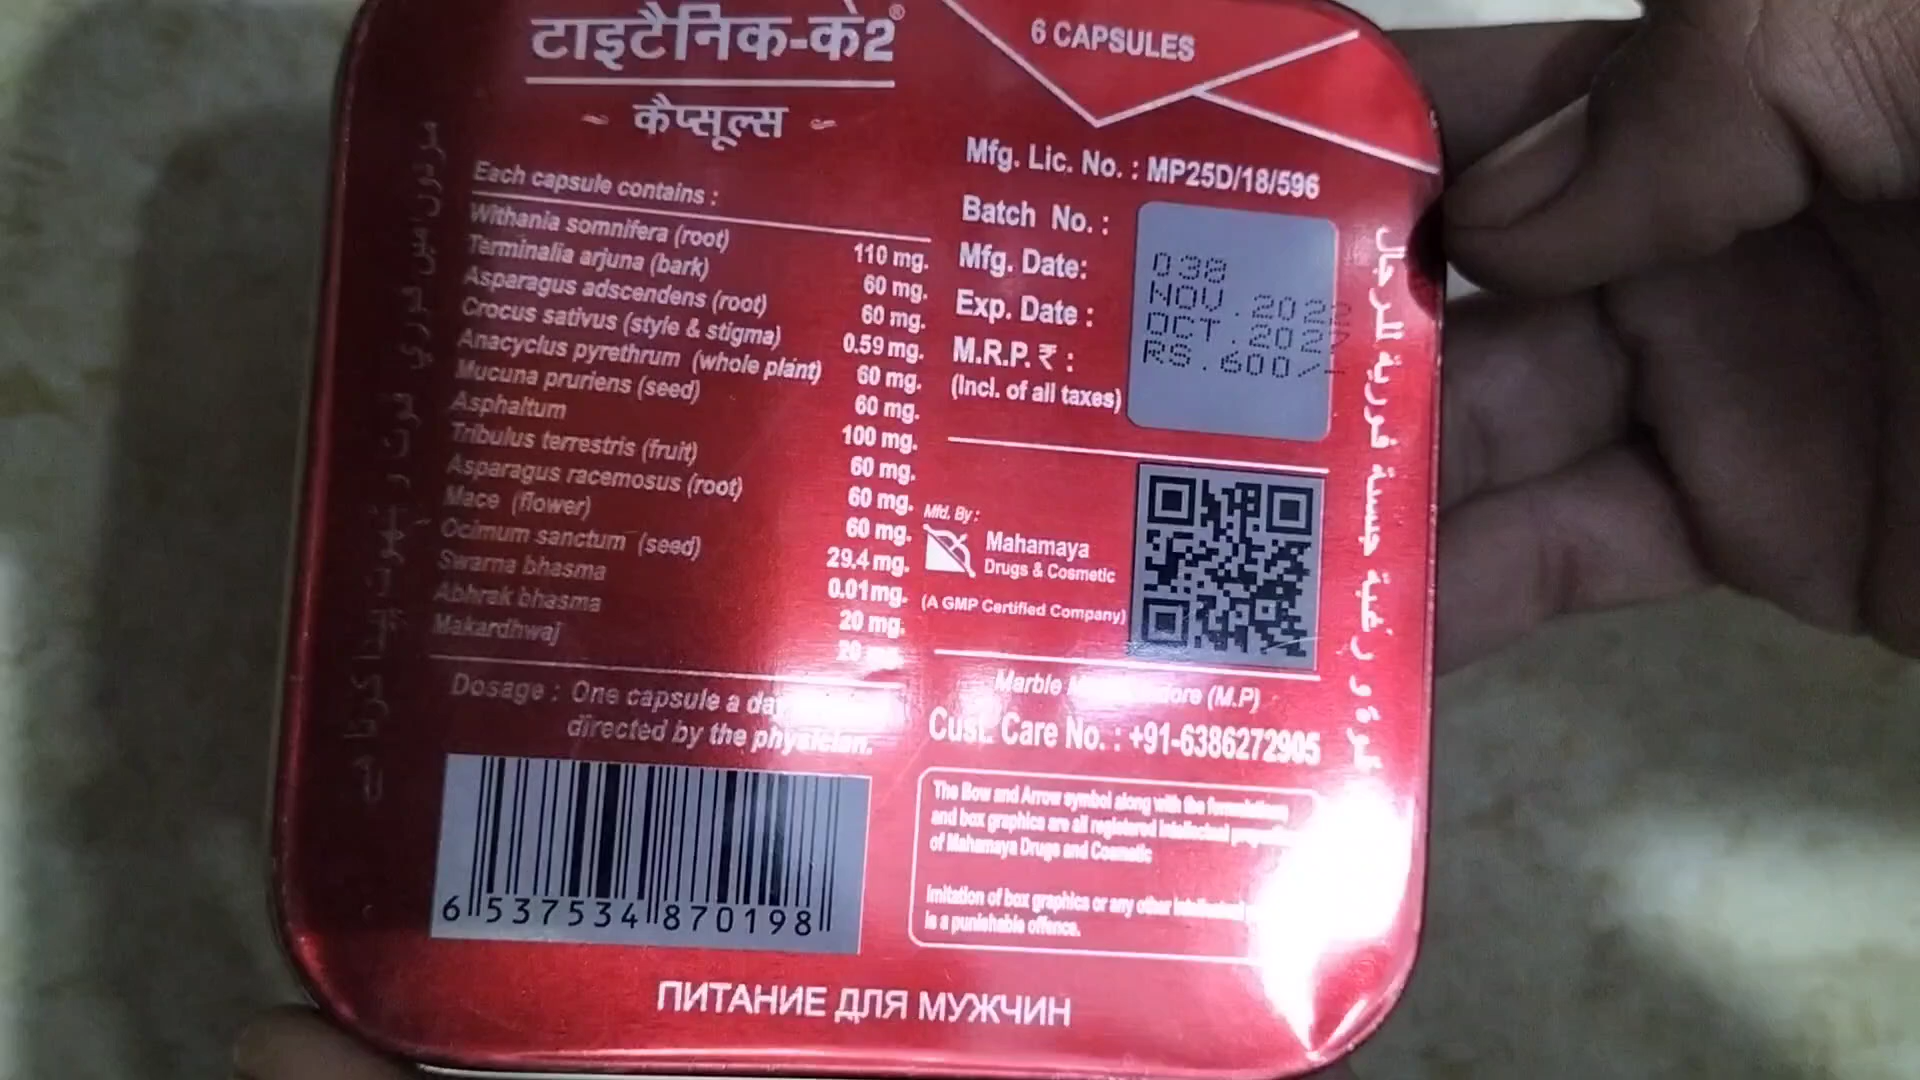 टाइटैनिक-के2®
कैप्सूल्स
6 CAPSULES
Each capsule contains :
Withania somnifera (root) 110 mg.
Terminalia arjuna (bark) 60 mg.
Asparagus adscendens (root) 60 mg.
Crocus sativus (style & stigma) 0.59 mg.
Anacyclus pyrethrum (whole plant) 60 mg.
Mucuna pruriens (seed) 60 mg.
Asphaltum 100 mg.
Tribulus terrestris (fruit) 60 mg.
Asparagus racemosus (root) 60 mg.
Mace (flower) 60 mg.
Ocimum sanctum (seed) 29.4 mg.
Swarna bhasma 0.01mg.
Abhrak bhasma 20 mg.
Makardhwaj 20 mg.
Dosage : One capsule a day
directed by the physician.
6 537534 870198
Mfg. Lic. No. : MP25D/18/596
Batch No. : 038
Mfg. Date: NOV.2022
Exp. Date : OCT.2027
M.R.P. ₹ : RS.600/-
(Incl. of all taxes)
Mfd. By :
Mahamaya
Drugs & Cosmetic
(A GMP Certified Company)
Marble (M.P)
Cust. Care No. : +91-6386272905
The Bow and Arrow symbol along with the formulations
and box graphics are all registered intellectual
of Mahamaya Drugs and Cosmetic
Imitation of box graphics or any other intellectual
is a punishable offence.
ПИТАНИЕ ДЛЯ МУЖЧИН
قوة و رغبة جنسية فورية للرجال